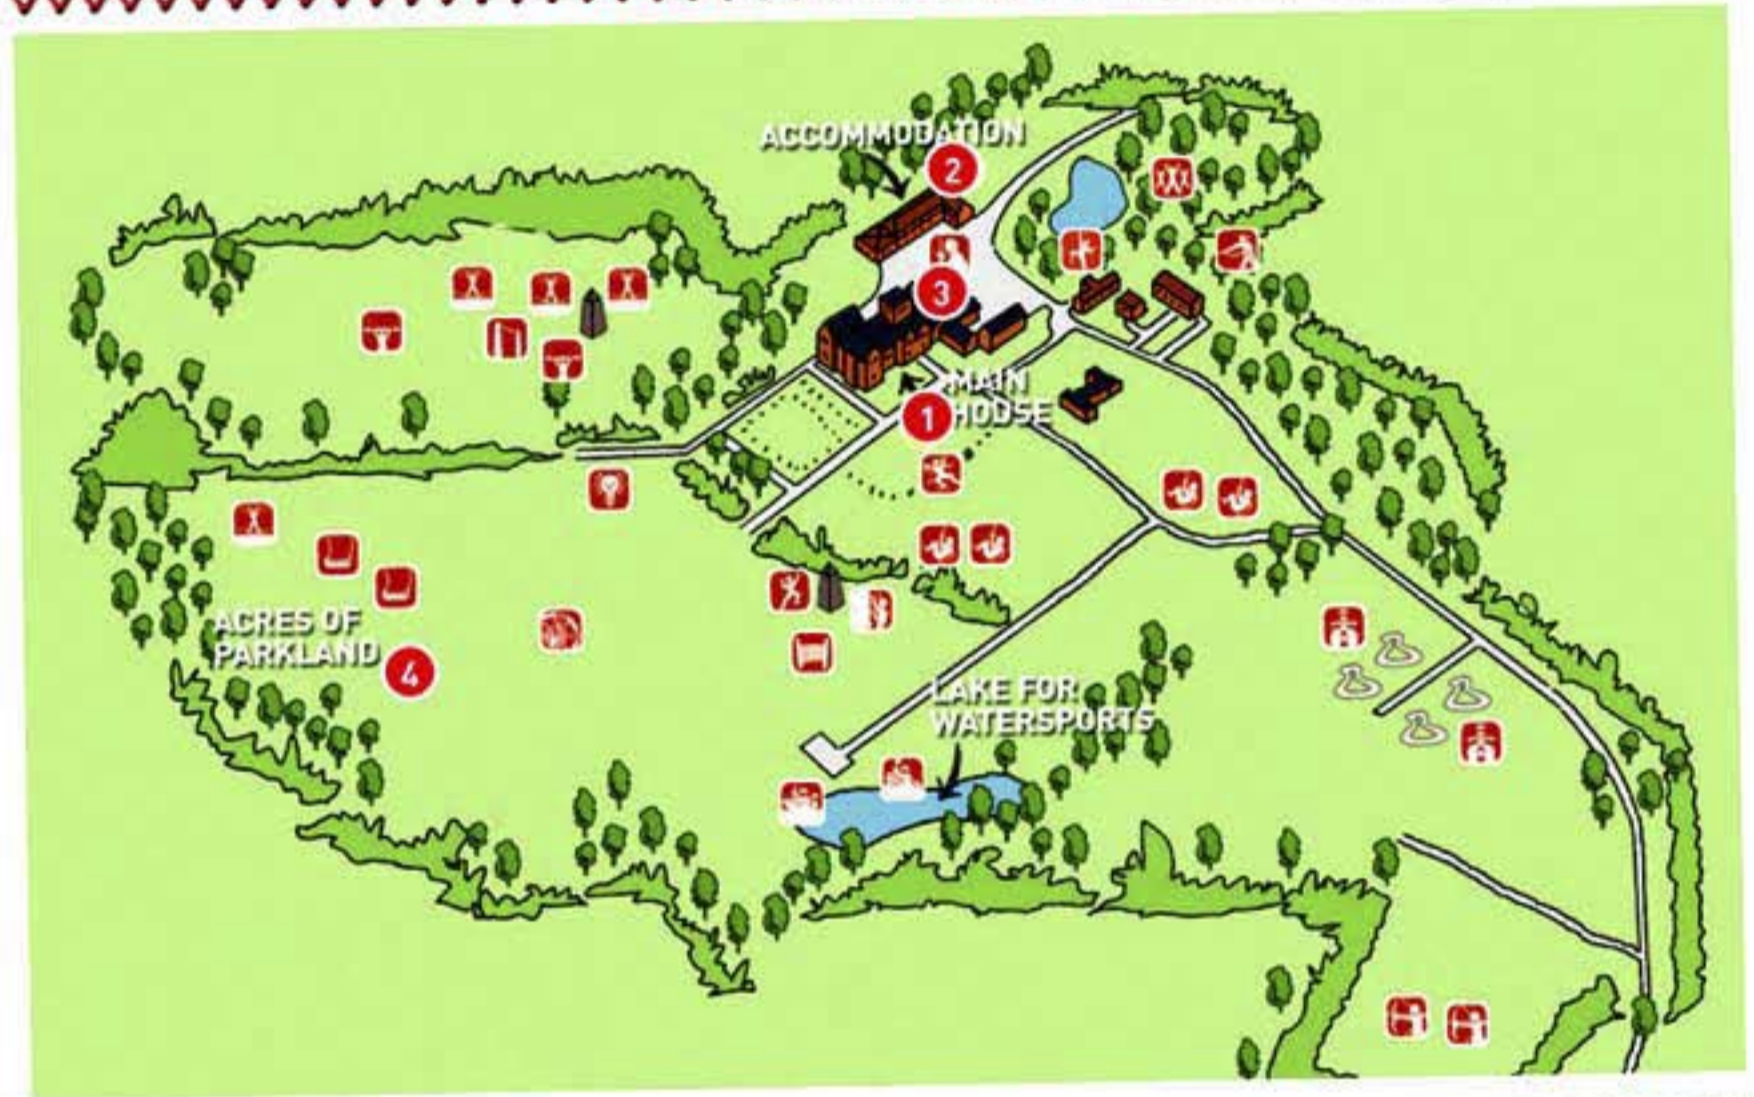 ACCOMMODATION
2
3
MAIN
HOUSE
1
ACRES OF
PARKLAND
4
LAKE FOR
WATERSPORTS